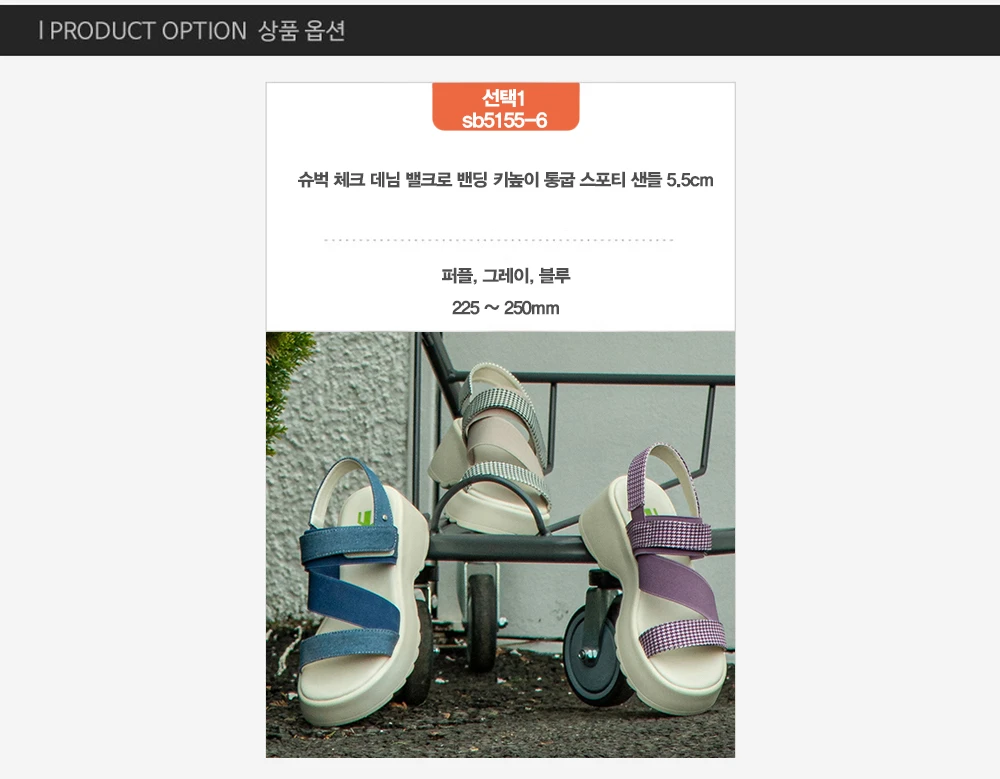 | PRODUCT OPTION 상품 옵션
선택1
sb5155-6
슈벅 체크 데님 밸크로 밴딩 키높이 통굽 스포티 샌들 5.5cm
퍼플, 그레이, 블루
225 ~ 250mm